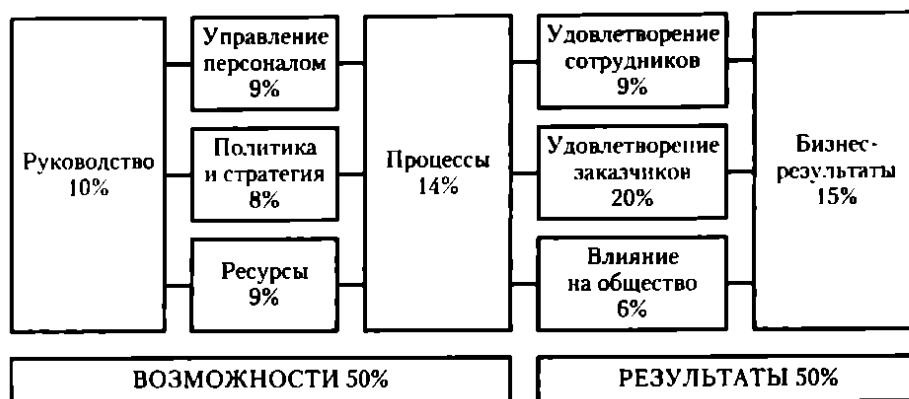 Руководство
10%
Управление
персоналом
9%
Политика
и стратегия
8%
Ресурсы
9%
Процессы
14%
Удовлетворение
сотрудников
9%
Удовлетворение
заказчиков
20%
Влияние
на общество
6%
Бизнес-
результаты
15%
ВОЗМОЖНОСТИ 50%
РЕЗУЛЬТАТЫ 50%